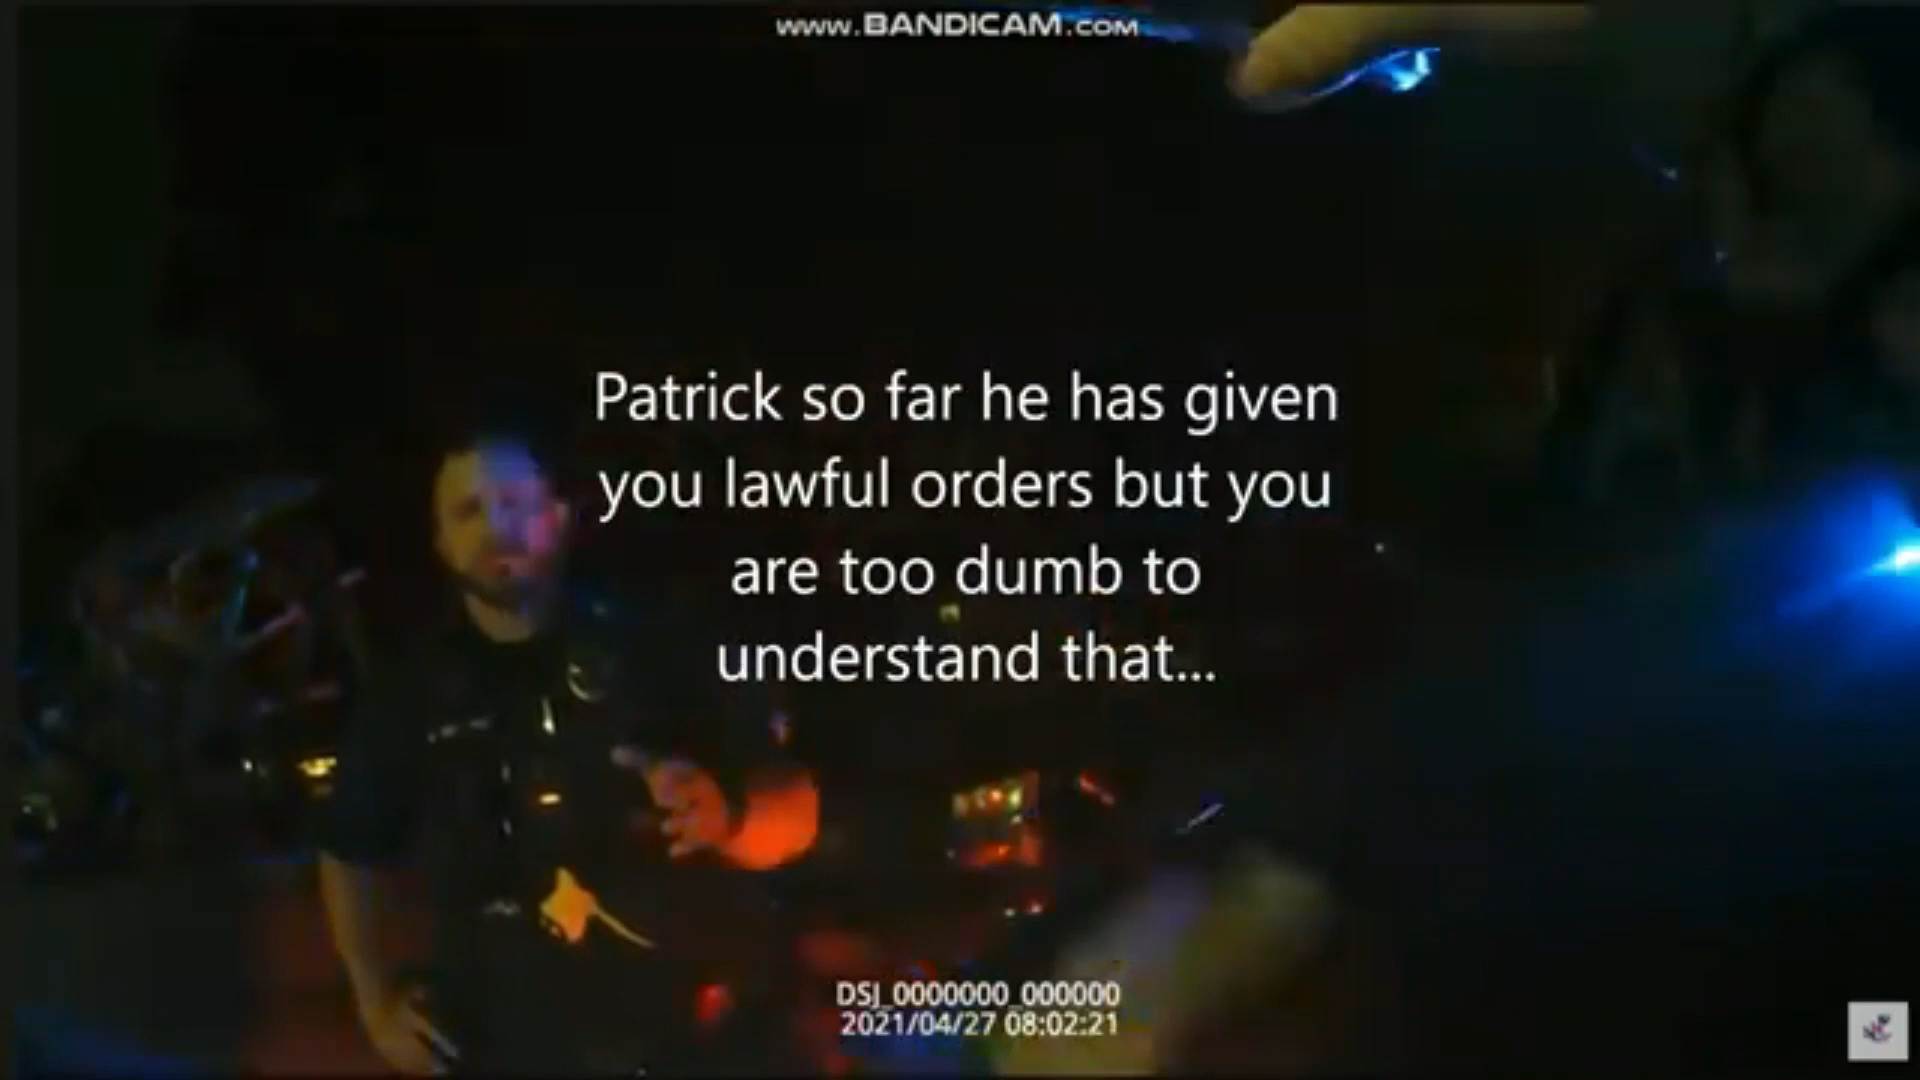 www.BANDICAM.COM
Patrick so far he has given
you lawful orders but you
are too dumb to
understand that...
DSJ_0000000_000000
2021/04/27 08:02:21